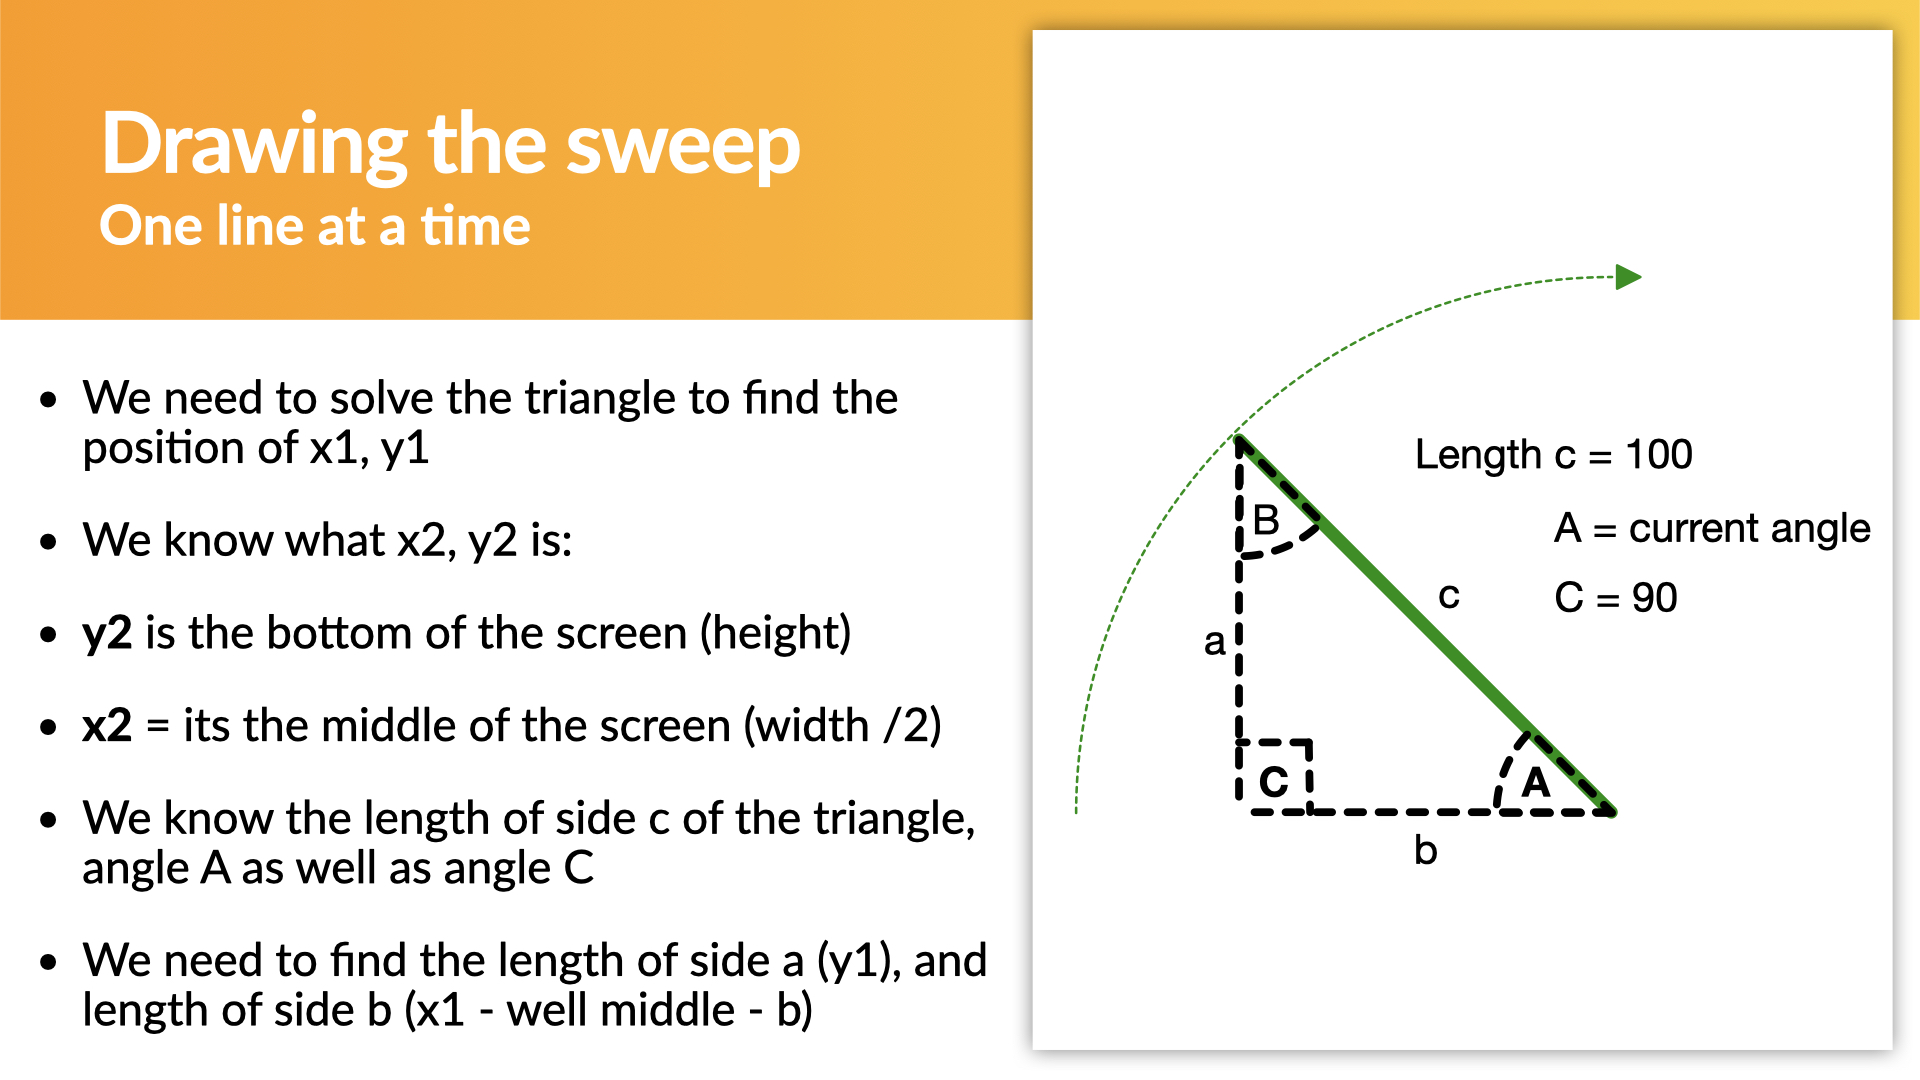 Drawing the sweep
One line at a time
• We need to solve the triangle to find the
position of x1, y1
• We know what x2, y2 is:
• y2 is the bottom of the screen (height)
• x2 = its the middle of the screen (width /2)
• We know the length of side c of the triangle,
angle A as well as angle C
• We need to find the length of side a (y1), and
length of side b (x1 - well middle - b)
Length c = 100
A = current angle
C = 90
B
c
a
C
A
b